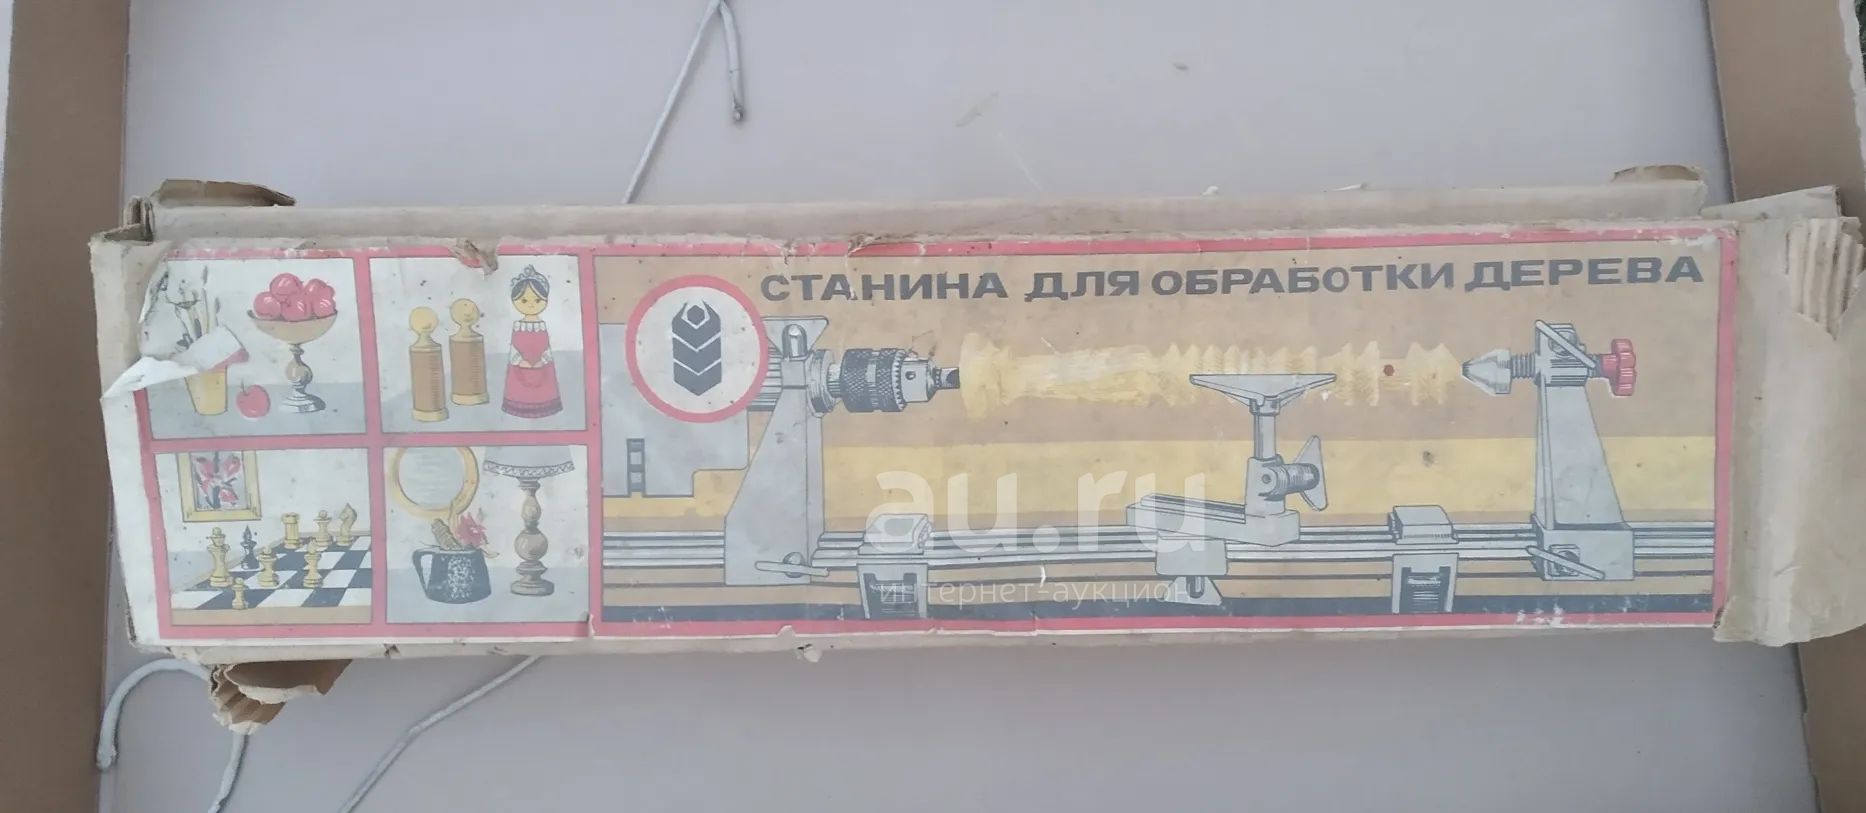 СТАНИНА ДЛЯ ОБРАБОТКИ ДЕРЕВА
au.ru
интернет-аукцион